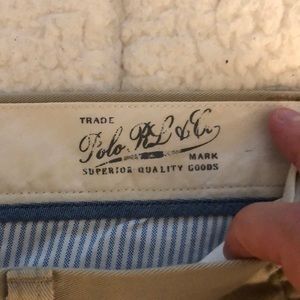 TRADE
Polo RL & Co.
MARK
SUPERIOR QUALITY GOODS